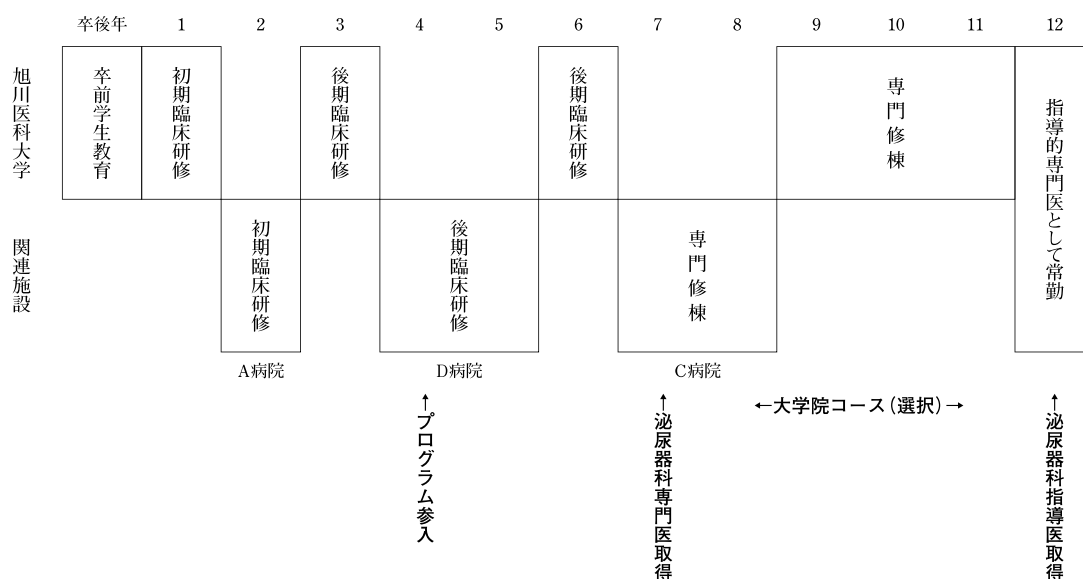 卒後年 1 2 3 4 5 6 7 8 9 10 11 12
旭川医科大学
卒前学生教育
初期臨床研修
後期臨床研修
後期臨床研修
専門修棟
指導的専門医として常勤
関連施設
初期臨床研修
後期臨床研修
専門修棟
A病院
D病院
C病院
↑プログラム参入
↑泌尿器科専門医取得
←大学院コース(選択)→
↑泌尿器科指導医取得